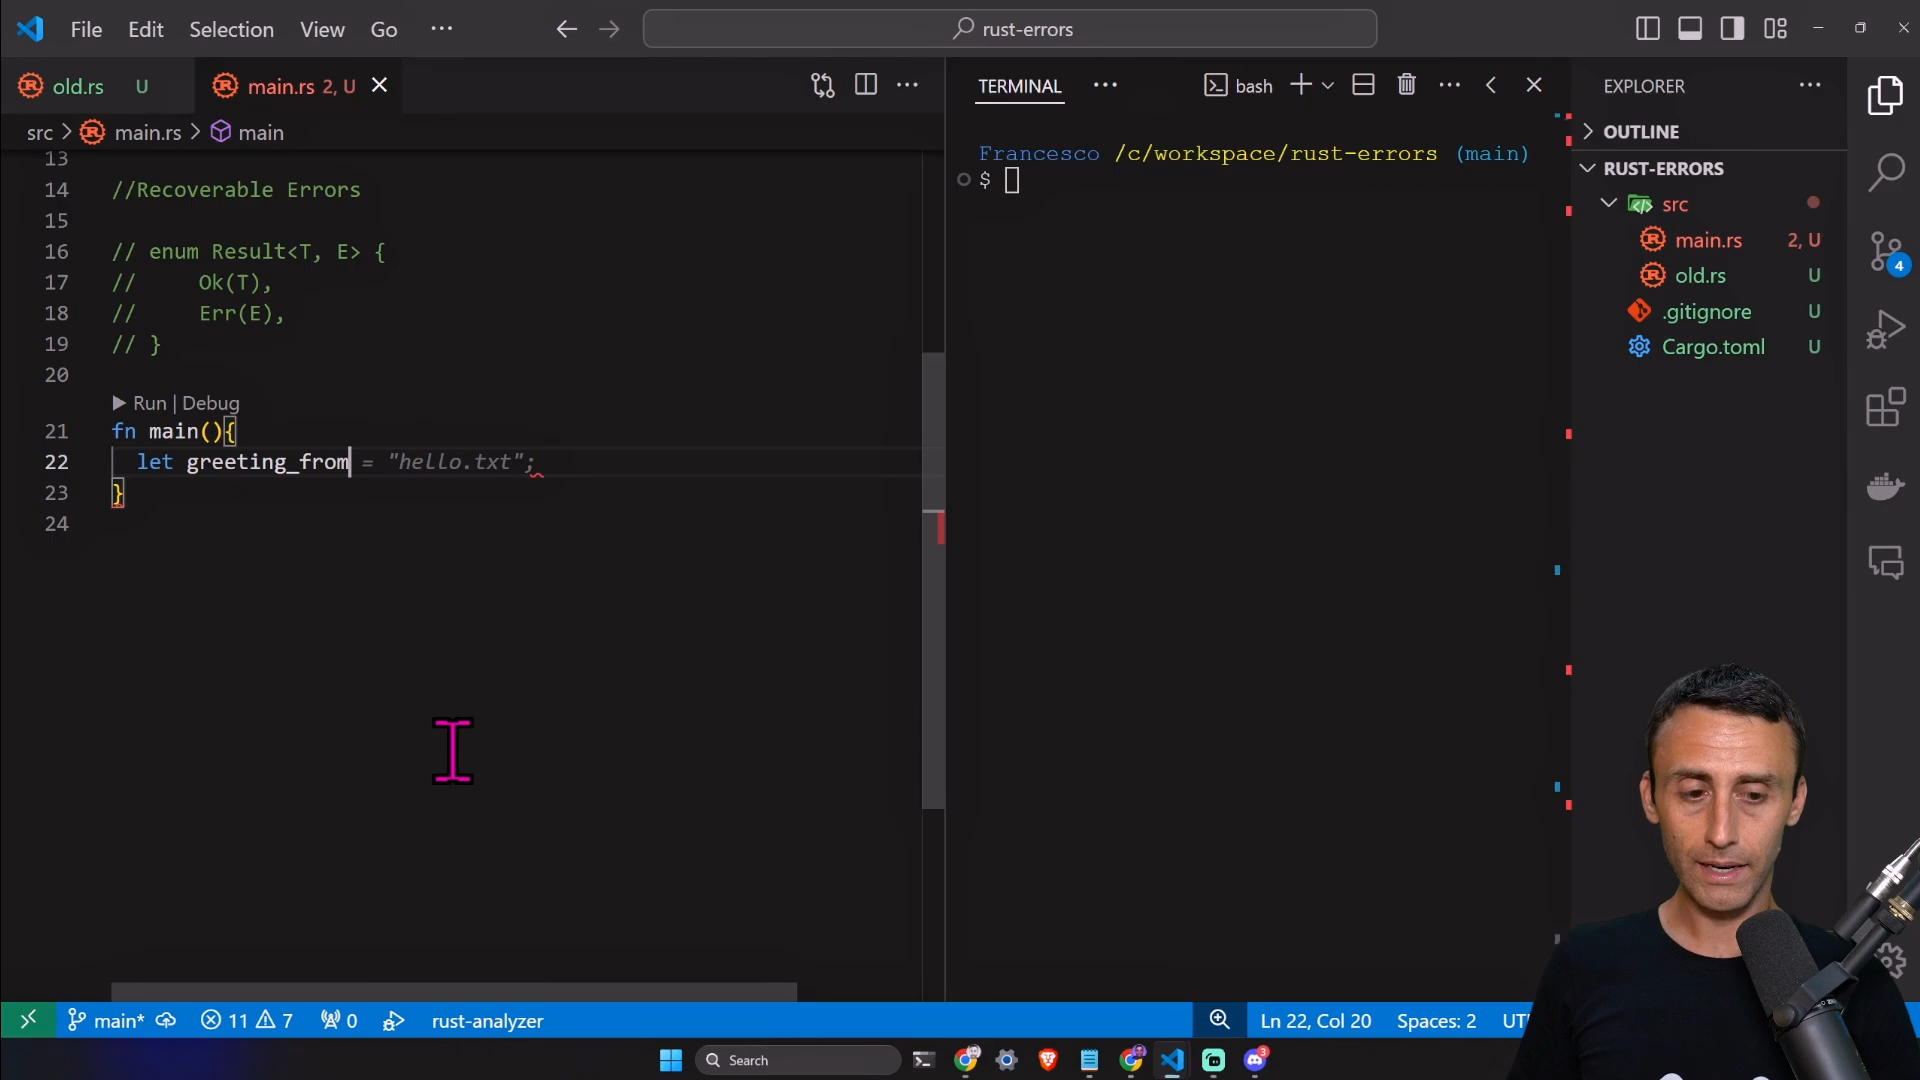 File Edit Selection View Go ··· rust-errors
old.rs U main.rs 2, U
src > main.rs > main
13
14 //Recoverable Errors
15
16 // enum Result<T, E> {
17 //     Ok(T),
18 //     Err(E),
19 // }
20
Run | Debug
21 fn main(){
22   let greeting_from = "hello.txt";
23 }
24
TERMINAL ··· bash
Francesco /c/workspace/rust-errors (main)
$
EXPLORER
OUTLINE
RUST-ERRORS
src
main.rs 2, U
old.rs U
.gitignore U
Cargo.toml U
4
main* 11 7 0 rust-analyzer Ln 22, Col 20 Spaces: 2
Search 3